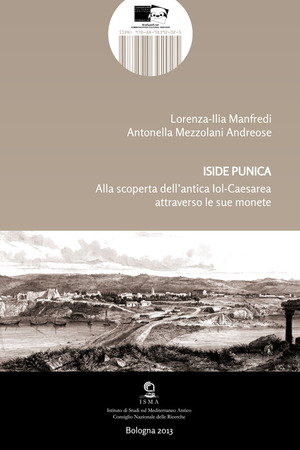 ISBN: 978-88-98392-02-5
Lorenza-Ilia Manfredi
Antonella Mezzolani Andreose
ISIDE PUNICA
Alla scoperta dell'antica Iol-Caesarea
attraverso le sue monete
ISMA
Istituto di Studi sul Mediterraneo Antico
Consiglio Nazionale delle Ricerche
Bologna 2013